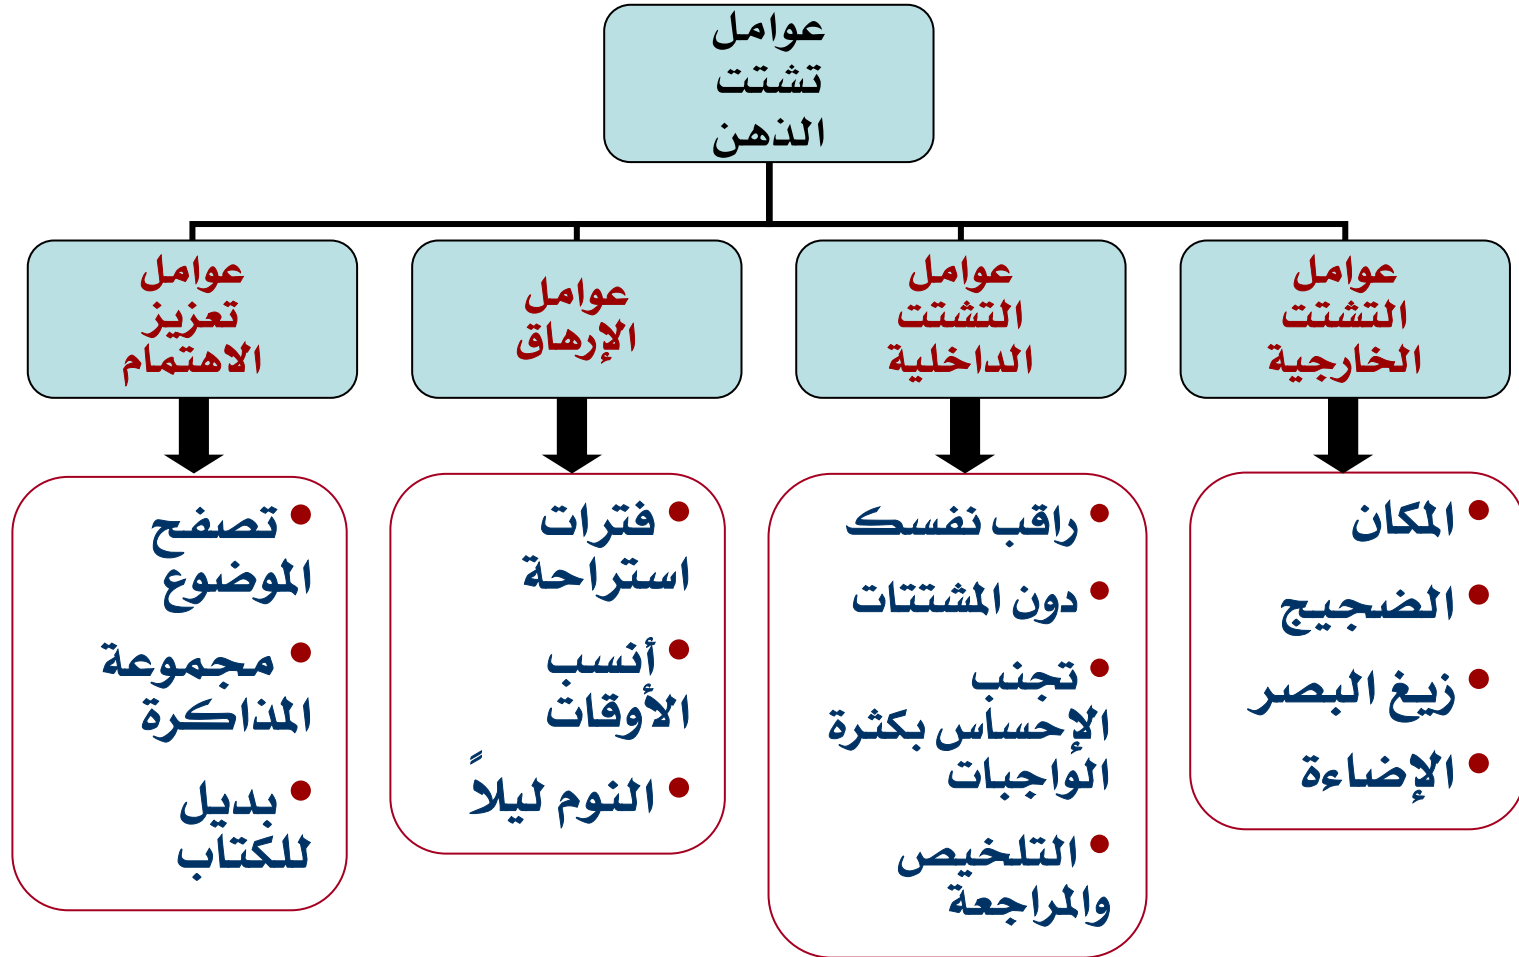 عوامل
تشتت
الذهن
عوامل
التشتت
الخارجية
عوامل
التشتت
الداخلية
عوامل
الإرهاق
عوامل
تعزيز
الاهتمام
• المكان
• الضجيج
• زيغ البصر
• الإضاءة
• راقب نفسك
• دون المشتتات
• تجنب
الإحساس بكثرة
الواجبات
• التلخيص
والمراجعة
• فترات
استراحة
• أنسب
الأوقات
• النوم ليلاً
• تصفح
الموضوع
• مجموعة
المذاكرة
• بديل
للكتاب